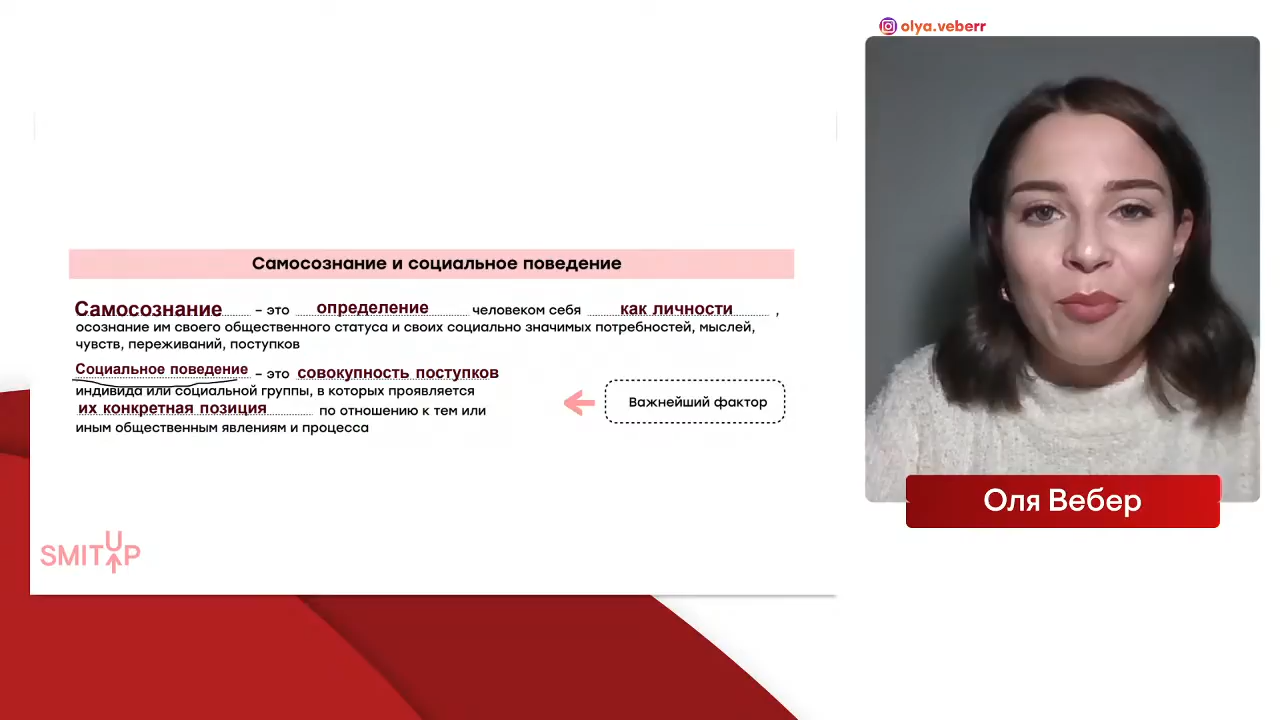 olya.veberr
Самосознание и социальное поведение
Самосознание – это определение человеком себя как личности ,
осознание им своего общественного статуса и своих социально значимых потребностей, мыслей,
чувств, переживаний, поступков
Социальное поведение – это совокупность поступков
индивида или социальной группы, в которых проявляется
их конкретная позиция по отношению к тем или
иным общественным явлениям и процесса
Важнейший фактор
SMITUP
Оля Вебер